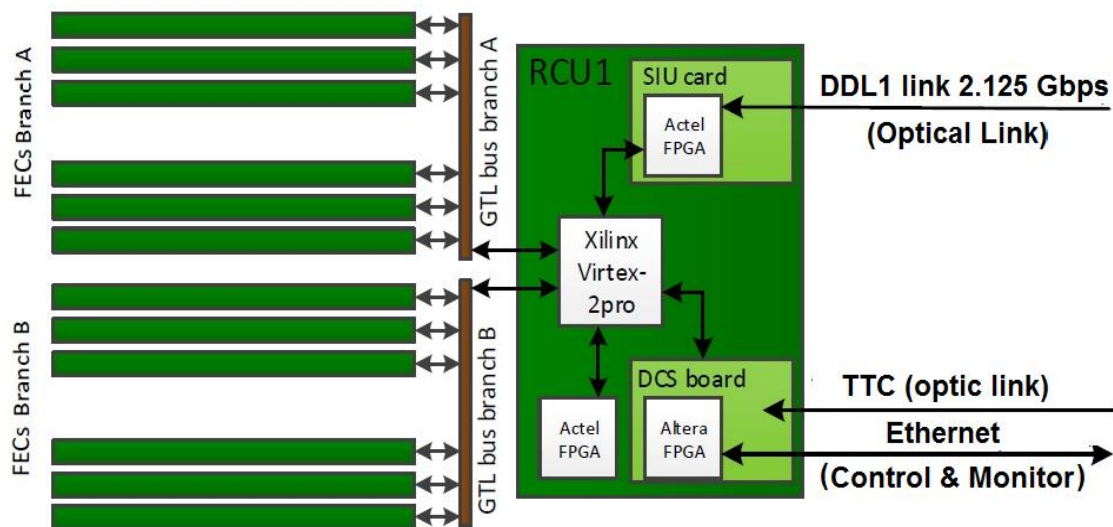 FECs Branch A
GTL bus branch A
RCU1
SIU card
Actel
FPGA
DDL1 link 2.125 Gbps
(Optical Link)
Xilinx
Virtex-
2pro
FECs Branch B
GTL bus branch B
Actel
FPGA
DCS board
Altera
FPGA
TTC (optic link)
Ethernet
(Control & Monitor)